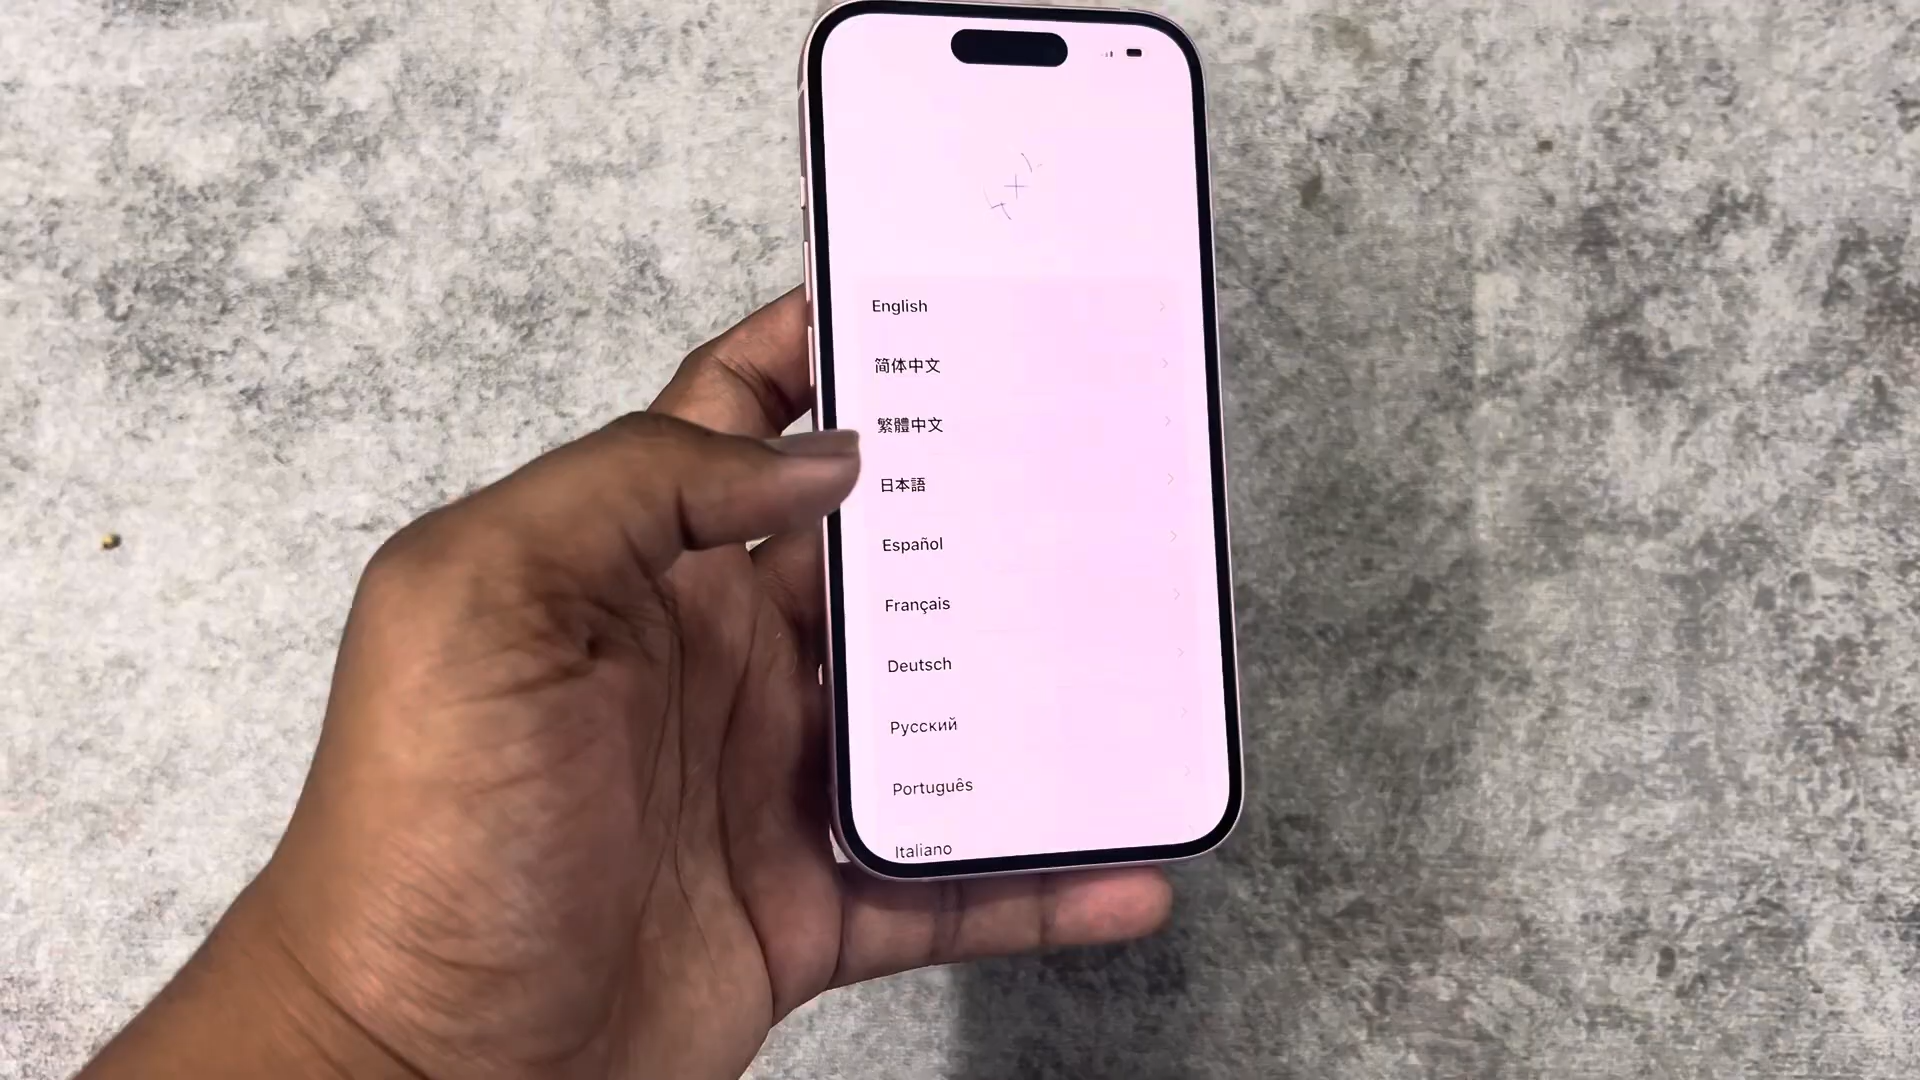 English
简体中文
繁體中文
日本語
Español
Français
Deutsch
Русский
Português
Italiano